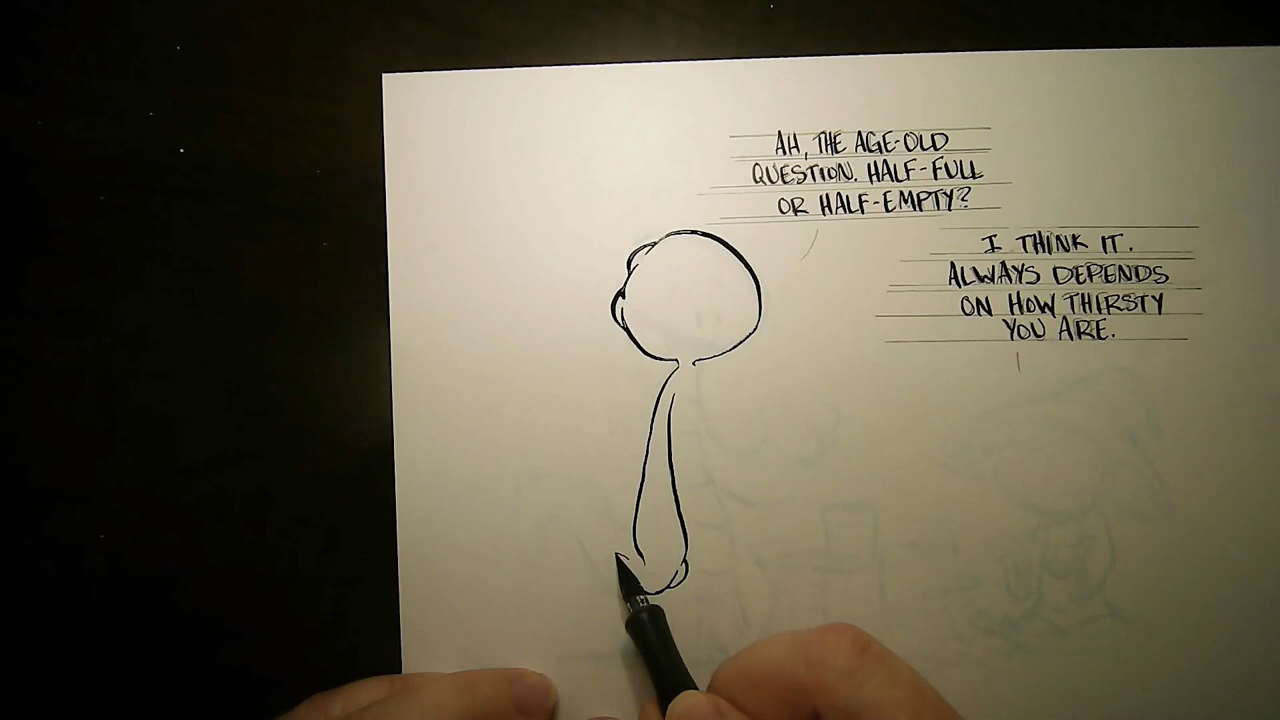 AH, THE AGE-OLD
QUESTION. HALF-FULL
OR HALF-EMPTY?
I THINK IT.
ALWAYS DEPENDS
ON HOW THIRSTY
YOU ARE.